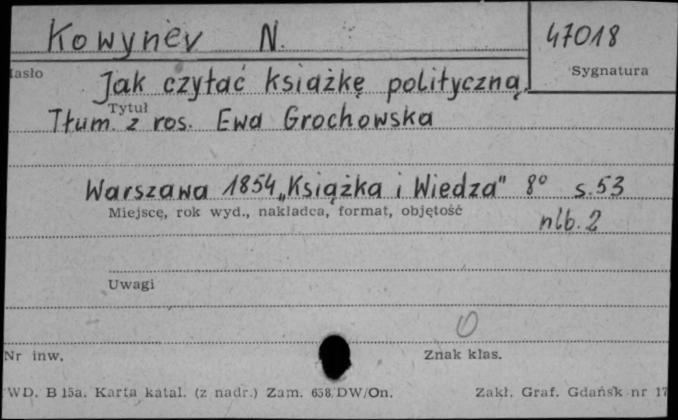 Kowyniev N.
47018
Hasło
Sygnatura
Jak czytać książkę polityczną.
Tytuł
Tłum. z ros. Ewa Grochowska
Warszawa 1854 „Książka i Wiedza" 8° s. 53
Miejsce, rok wyd., nakładca, format, objętość
nlb. 2
Uwagi
Nr inw.
Znak klas.
WD. B 15a. Karta katal. (z nadr.) Zam. 658/DW/On.
Zakł. Graf. Gdańsk nr 17